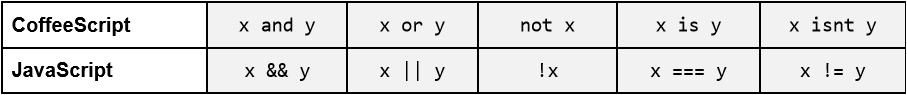 CoffeeScript x and y x or y not x x is y x isnt y
JavaScript x && y x || y !x x === y x != y